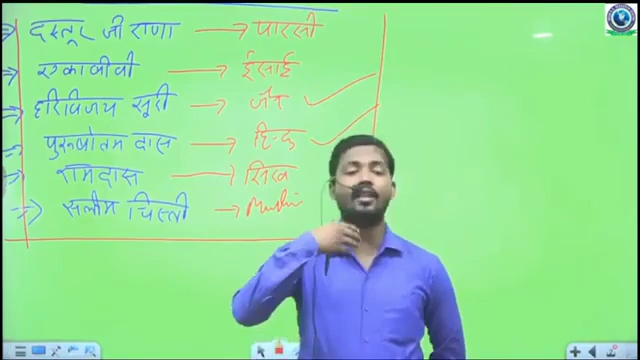 दस्तूर जी राणा → पारसी
एकाबीवी → ईसाई
हरिविजय सूरी → जैन
पुरुषोतम दास → हिन्दु
रामदास → सिख
सलीम चिस्ती → Muslim